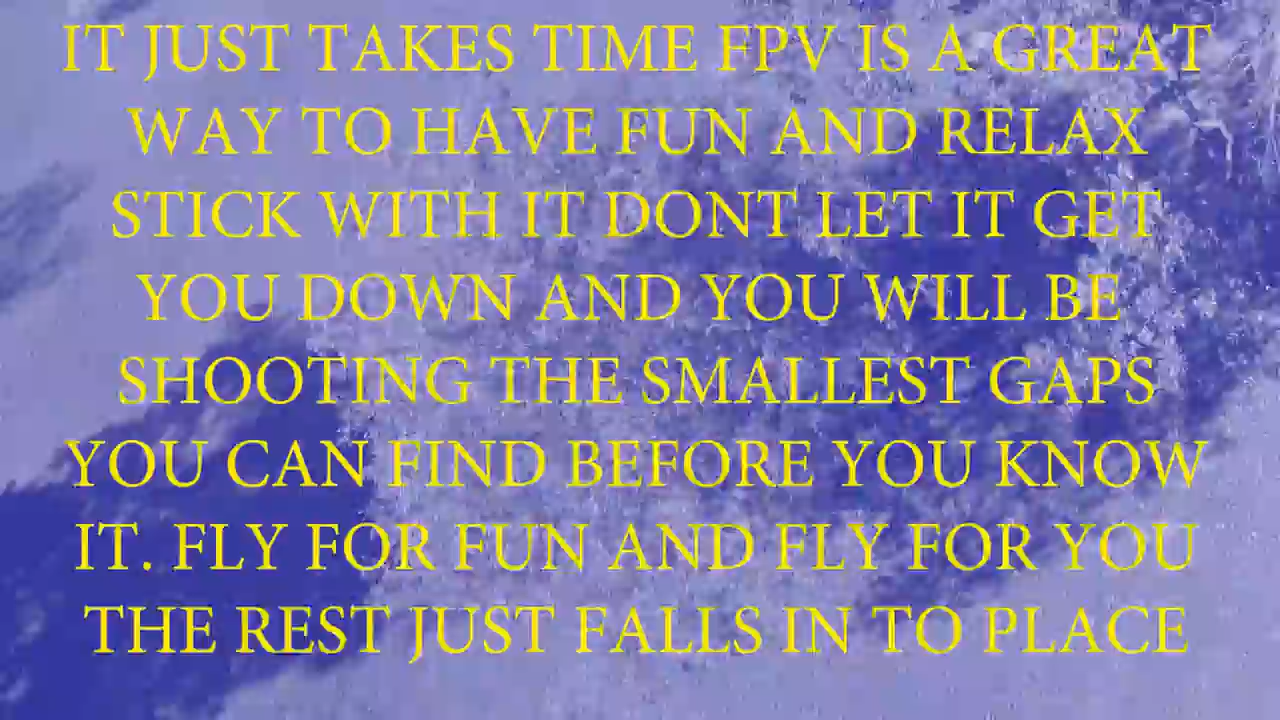 IT JUST TAKES TIME FPV IS A GREAT
WAY TO HAVE FUN AND RELAX
STICK WITH IT DONT LET IT GET
YOU DOWN AND YOU WILL BE
SHOOTING THE SMALLEST GAPS
YOU CAN FIND BEFORE YOU KNOW
IT. FLY FOR FUN AND FLY FOR YOU
THE REST JUST FALLS IN TO PLACE